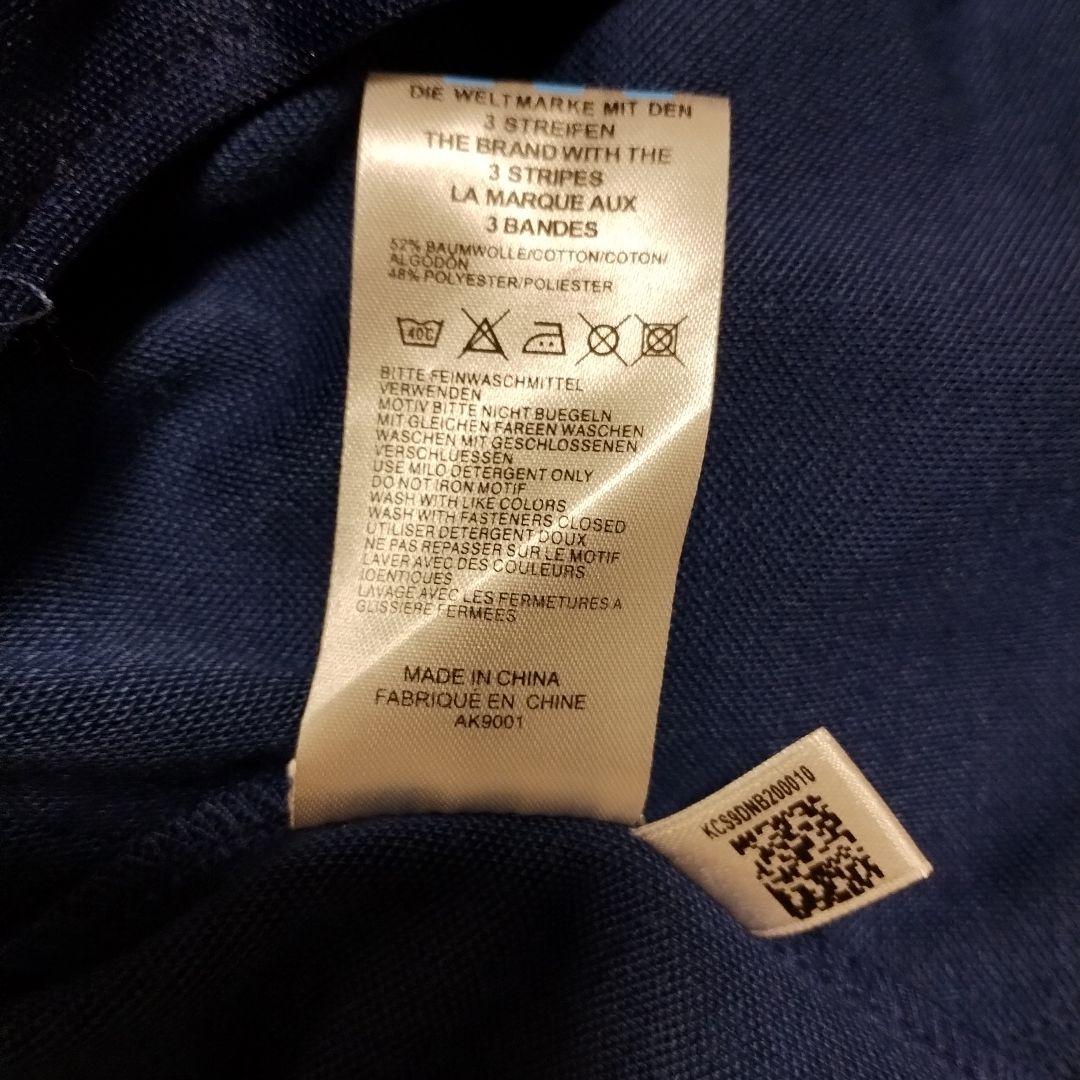 DIE WELTMARKE MIT DEN
3 STREIFEN
THE BRAND WITH THE
3 STRIPES
LA MARQUE AUX
3 BANDES
52% BAUMWOLLE/COTTON/COTON/
ALGODON
48% POLYESTER/POLIESTER
40C
BITTE FEINWASCHMITTEL
VERWENDEN
MOTIV BITTE NICHT BUEGELN
MIT GLEICHEN FAREEN WASCHEN
WASCHEN MIT GESCHLOSSENEN
VERSCHLUESSEN
USE MILO DETERGENT ONLY
DO NOT IRON MOTIF
WASH WITH LIKE COLORS
WASH WITH FASTENERS CLOSED
UTILISER DETERGENT DOUX
NE PAS REPASSER SUR LE MOTIF
LAVER AVEC DES COULEURS
IDENTIQUES
LAVAGE AVEC LES FERMETURES A
GLISSIERE FERMEES
MADE IN CHINA
FABRIQUE EN CHINE
AK9001
KCS9DNB200010